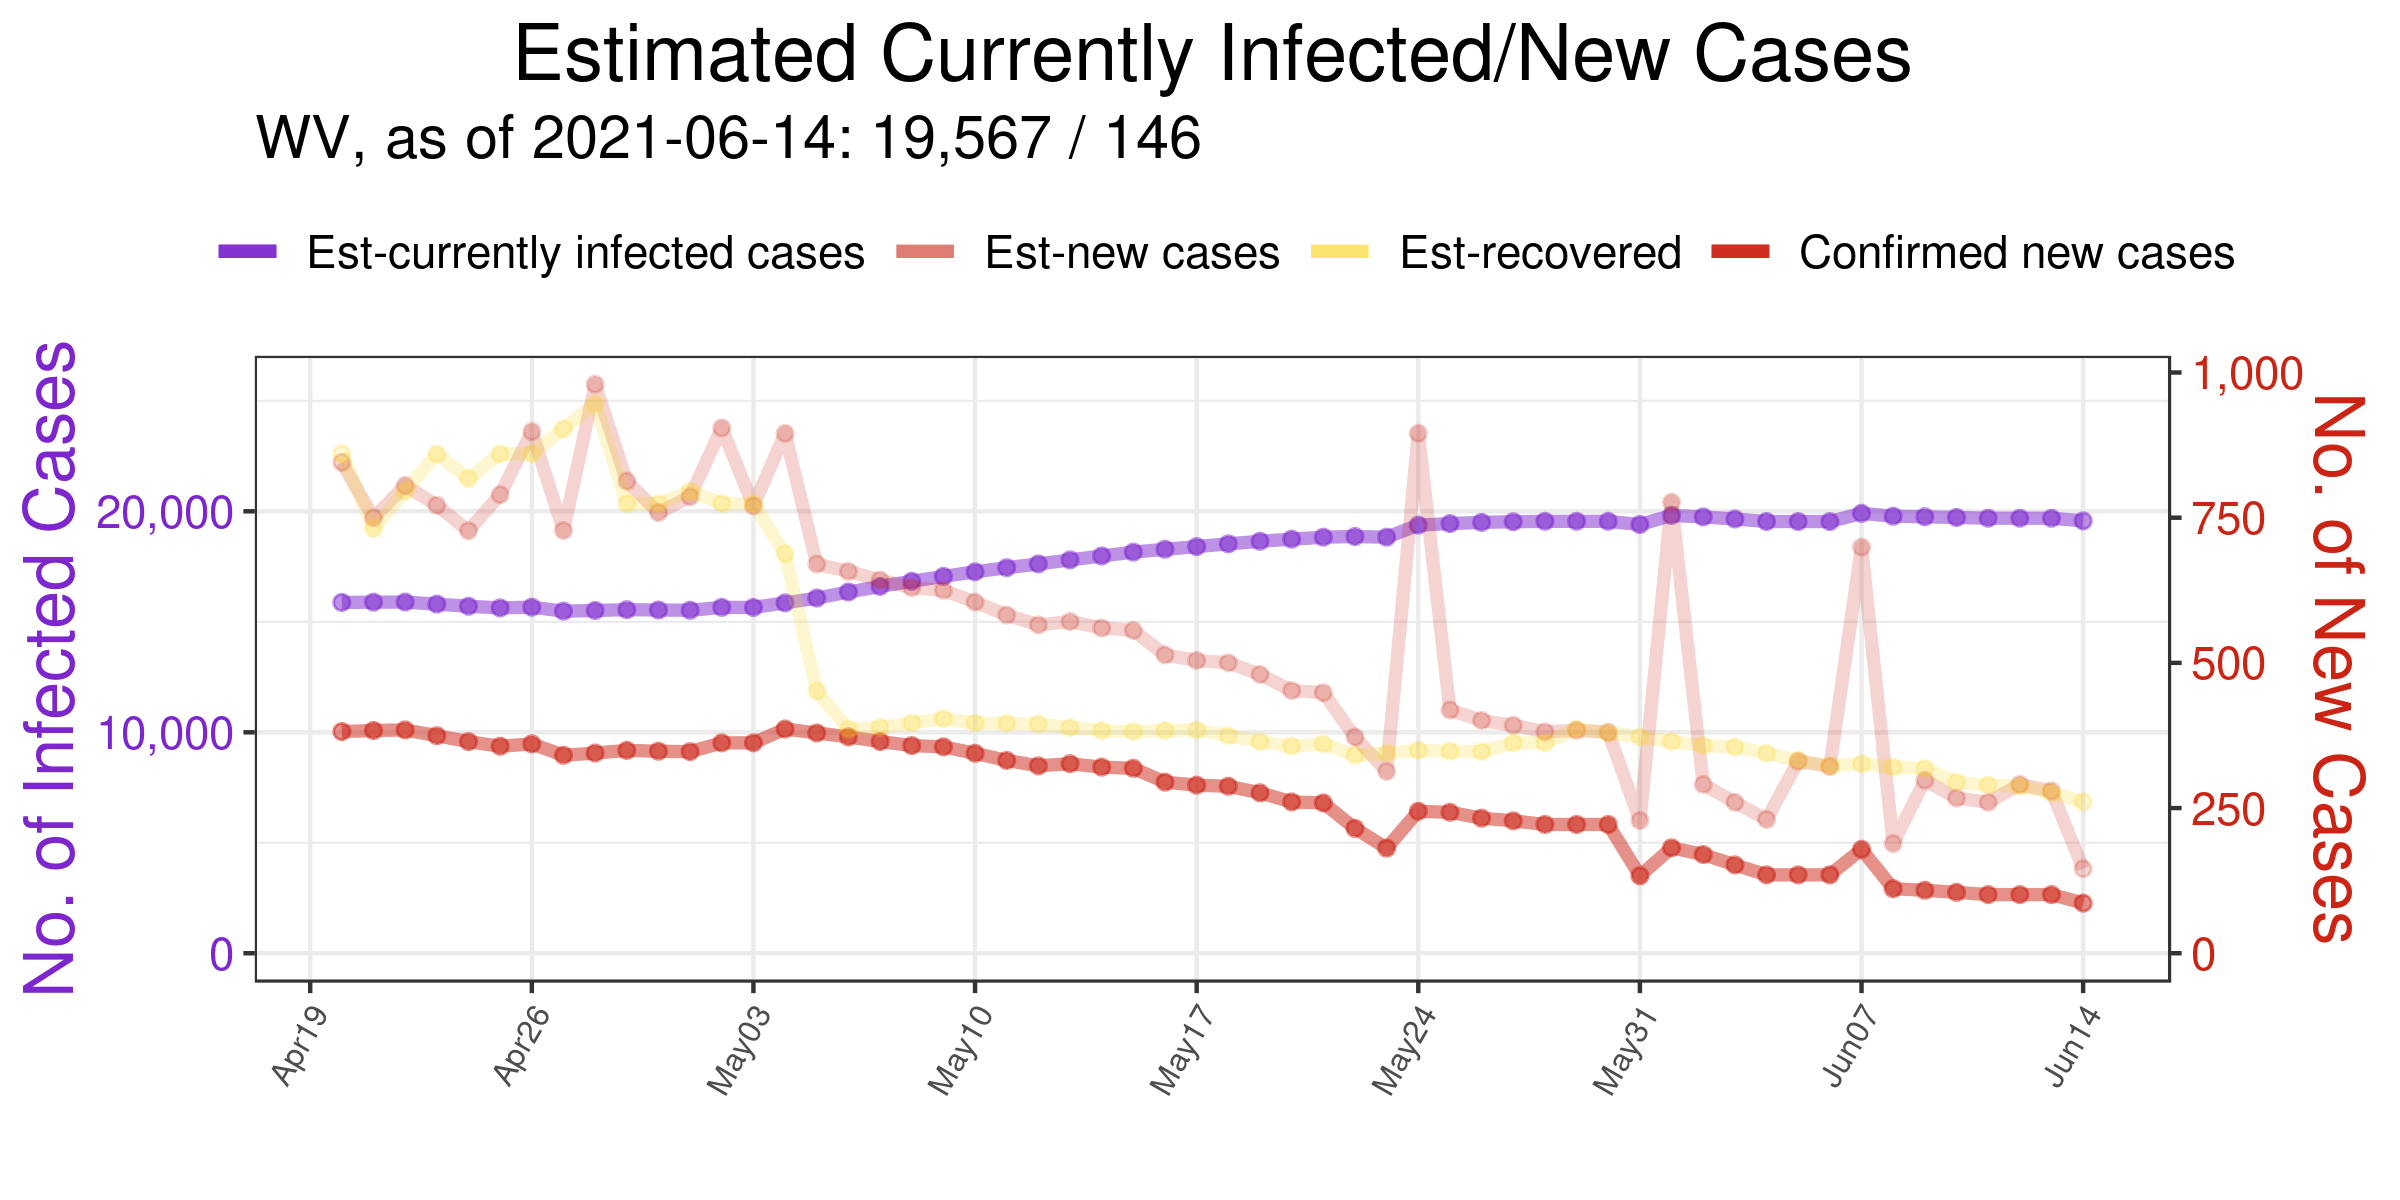 Estimated Currently Infected/New Cases
WV, as of 2021-06-14: 19,567 / 146
Est-currently infected cases Est-new cases Est-recovered Confirmed new cases
No. of Infected Cases
20,000
10,000
0
1,000
750
500
250
0
No. of New Cases
Apr19 Apr26 May03 May10 May17 May24 May31 Jun07 Jun14